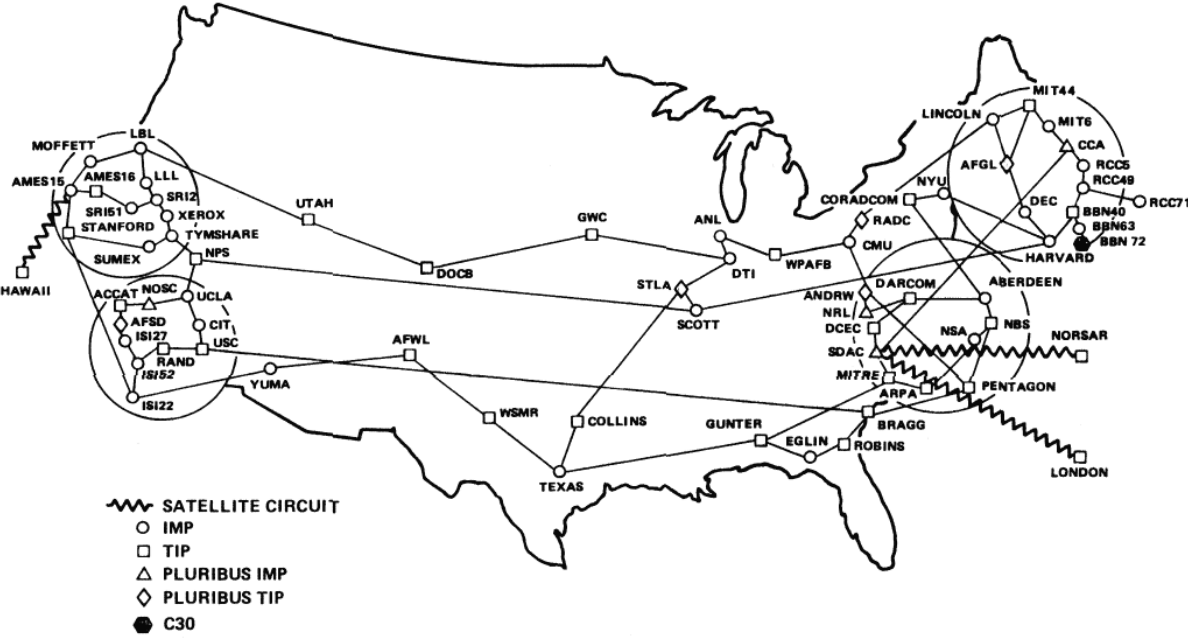 MIT44
LINCOLN
MIT6
MOFFETT
LBL
CCA
AMES16
AFGL
RCC5
AMES15
LLL
NYU
RCC49
SRI2
UTAH
CORADCOM
RCC71
SRI51
DEC
XEROX
GWC
ANL
RADC
BBN40
STANFORD
BBN63
TYMSHARE
CMU
BBN 72
SUMEX
NPS
WPAFB
HARVARD
DOCB
DTI
HAWAII
STLA
DARCOM
ABERDEEN
ACCAT
NOSC
UCLA
ANDRW
NRL
AFSD
CIT
SCOTT
DCEC
NSA
NBS
NORSAR
ISI27
AFWL
RAND
USC
SDAC
ISI52
MITRE
YUMA
ARPA
PENTAGON
ISI22
WSMR
COLLINS
GUNTER
BRAGG
EGLIN
ROBINS
LONDON
TEXAS
SATELLITE CIRCUIT
IMP
TIP
PLURIBUS IMP
PLURIBUS TIP
C30